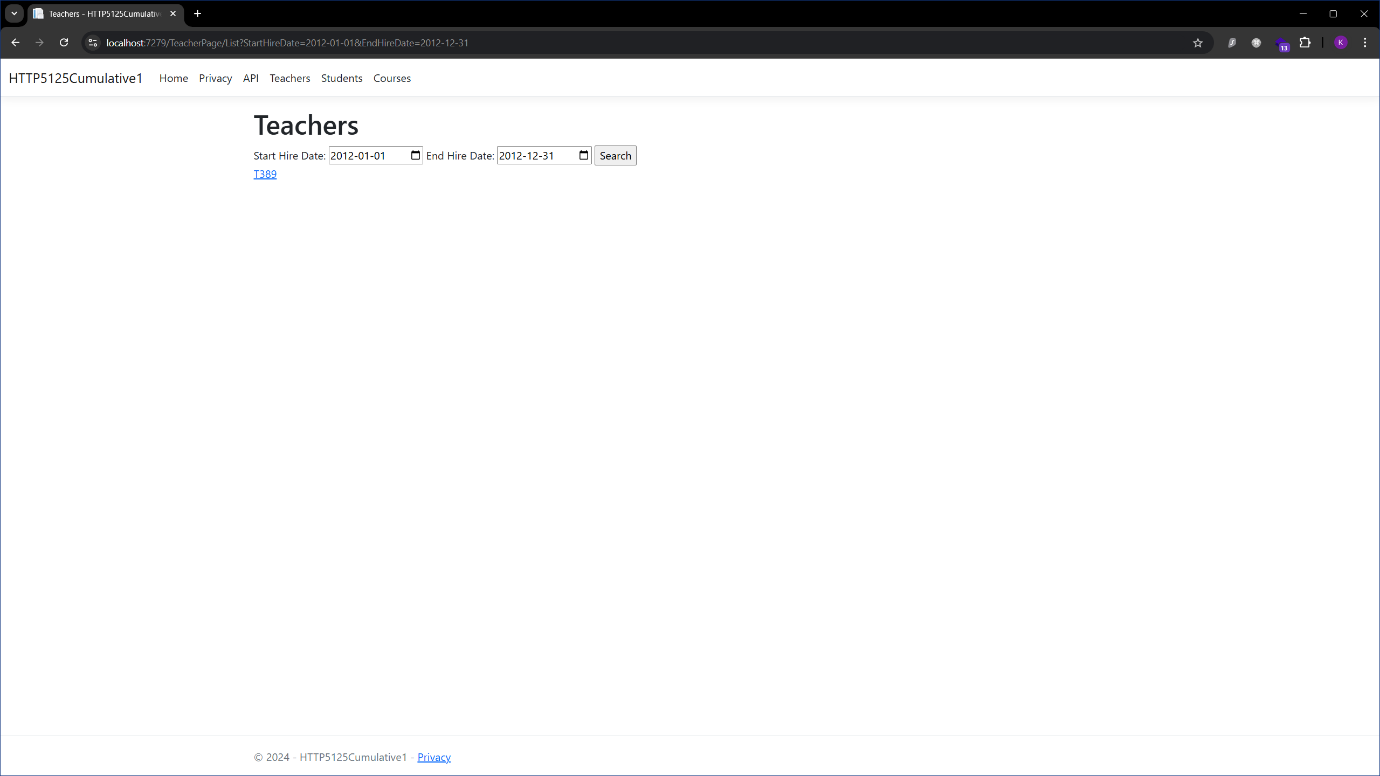 Teachers - HTTP5125Cumulativ
localhost:7279/TeacherPage/List?StartHireDate=2012-01-01&EndHireDate=2012-12-31
13
K
HTTP5125Cumulative1 Home Privacy API Teachers Students Courses
Teachers
Start Hire Date: 2012-01-01 End Hire Date: 2012-12-31 Search
T389
© 2024 - HTTP5125Cumulative1 - Privacy